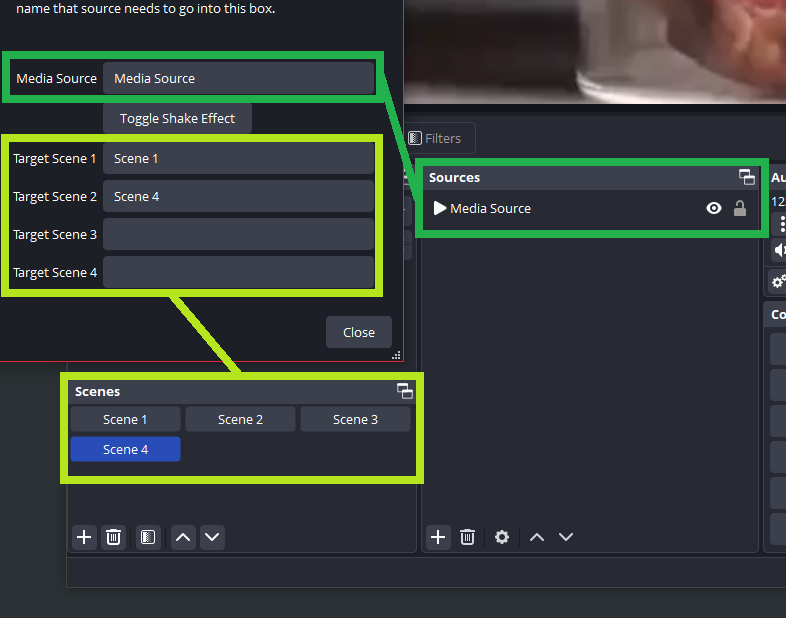 name that source needs to go into this box.
Media Source
Media Source
Toggle Shake Effect
Target Scene 1
Scene 1
Target Scene 2
Scene 4
Target Scene 3
Target Scene 4
Close
Filters
Sources
Media Source
Scenes
Scene 1
Scene 2
Scene 3
Scene 4
Au
12
Co